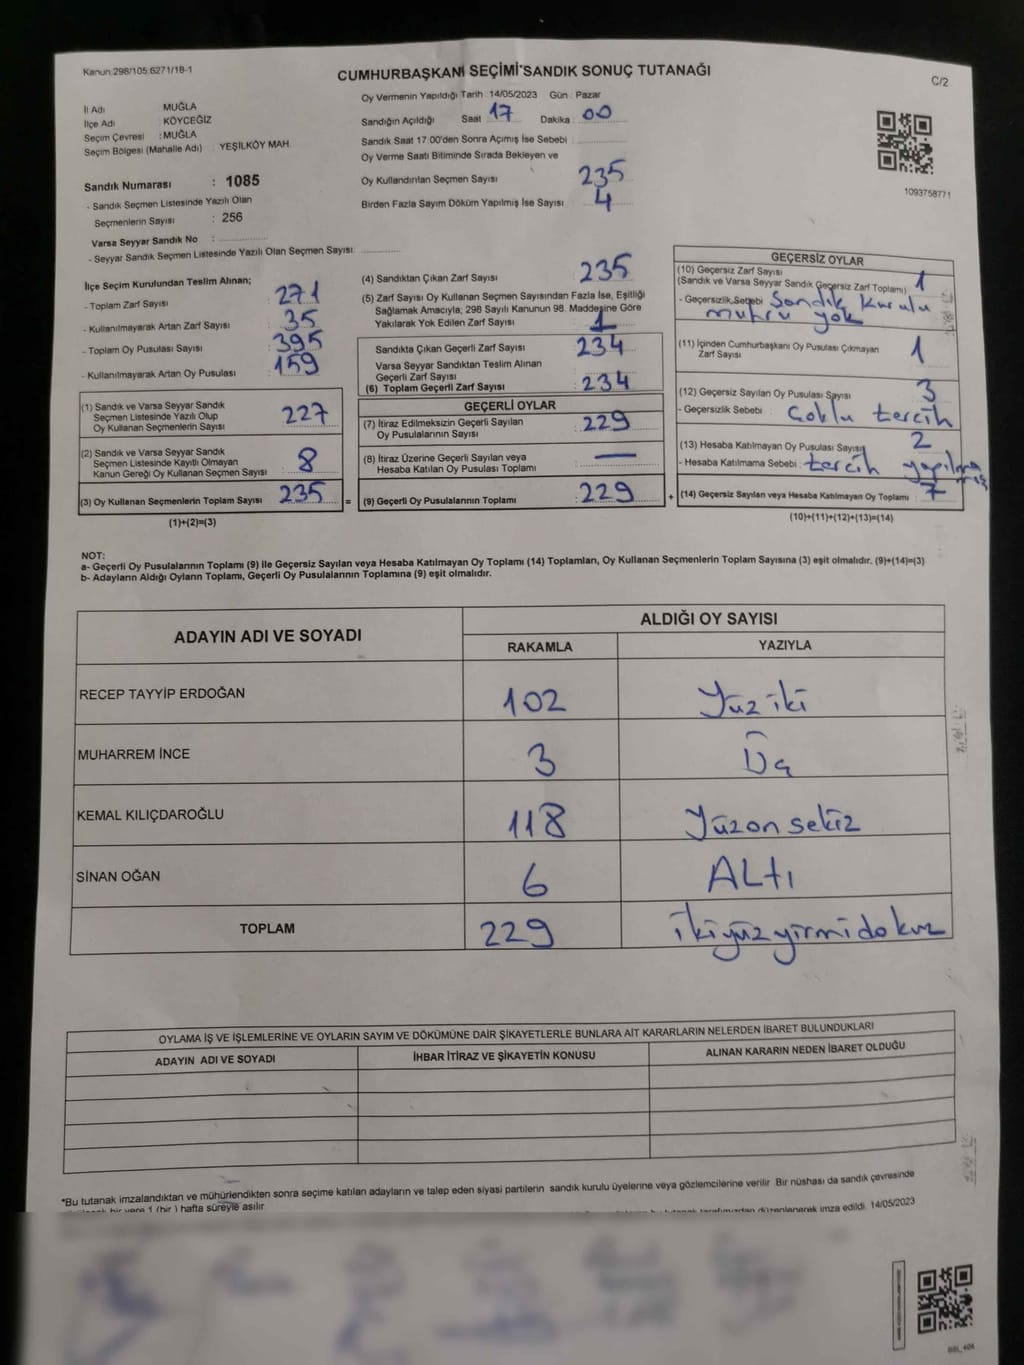 Kanun:298/105:6271/18-1
CUMHURBAŞKANI SEÇİMİ SANDIK SONUÇ TUTANAĞI
C/2
İl Adı MUĞLA
İlçe Adı KÖYCEĞİZ
Seçim Çevresi : MUĞLA
Seçim Bölgesi (Mahalle Adı) : YEŞİLKÖY MAH.
Oy Vermenin Yapıldığı Tarih : 14/05/2023 Gün : Pazar
Sandığın Açıldığı Saat 17 Dakika : 00
Sandık Saat 17:00'den Sonra Açımış İse Sebebi :
Oy Verme Saati Bitiminde Sırada Bekleyen ve
Oy Kullandırılan Seçmen Sayısı 235
Birden Fazla Sayım Döküm Yapılmış İse Sayısı 4
1093758771
Sandık Numarası : 1085
- Sandık Seçmen Listesinde Yazılı Olan
Seçmenlerin Sayısı : 256
Varsa Seyyar Sandık No :
- Seyyar Sandık Seçmen Listesinde Yazılı Olan Seçmen Sayısı
İlçe Seçim Kurulundan Teslim Alınan;
- Toplam Zarf Sayısı : 271
- Kullanılmayarak Artan Zarf Sayısı : 35
- Toplam Oy Pusulası Sayısı : 395
- Kullanılmayarak Artan Oy Pusulası : 159
(1) Sandık ve Varsa Seyyar Sandık
Seçmen Listesinde Yazılı Olup
Oy Kullanan Seçmenlerin Sayısı 227
(2) Sandık ve Varsa Seyyar Sandık
Seçmen Listesinde Kayıtlı Olmayan
Kanun Gereği Oy Kullanan Seçmen Sayısı 8
(3) Oy Kullanan Seçmenlerin Toplam Sayısı 235 =
(1)+(2)=(3)
(4) Sandıktan Çıkan Zarf Sayısı 235
(5) Zarf Sayısı Oy Kullanan Seçmen Sayısından Fazla İse, Eşitliği
Sağlamak Amacıyla; 298 Sayılı Kanunun 98. Maddesine Göre
Yakılarak Yok Edilen Zarf Sayısı : 1
Sandıkta Çıkan Geçerli Zarf Sayısı : 234
Varsa Seyyar Sandıktan Teslim Alınan
Geçerli Zarf Sayısı
(6) Toplam Geçerli Zarf Sayısı : 234
GEÇERLİ OYLAR
(7) İtiraz Edilmeksizin Geçerli Sayılan
Oy Pusulalarının Sayısı : 229
(8) İtiraz Üzerine Geçerli Sayılan veya
Hesaba Katılan Oy Pusulası Toplamı : —
(9) Geçerli Oy Pusulalarının Toplamı : 229 +
GEÇERSİZ OYLAR
(10) Geçersiz Zarf Sayısı
(Sandık ve Varsa Seyyar Sandık Geçersiz Zarf Toplamı) 1
- Geçersizlik Sebebi Sandık Kurulu
mührü yok
(11) İçinden Cumhurbaşkanı Oy Pusulası Çıkmayan
Zarf Sayısı 1
(12) Geçersiz Sayılan Oy Pusulası Sayısı 3
- Geçersizlik Sebebi : çoklu tercih
(13) Hesaba Katılmayan Oy Pusulası Sayısı 2
- Hesaba Katılmama Sebebi : tercih
(14) Geçersiz Sayılan veya Hesaba Katılmayan Oy Toplamı : 7
(10)+(11)+(12)+(13)=(14)
NOT:
a- Geçerli Oy Pusulalarının Toplamı (9) ile Geçersiz Sayılan veya Hesaba Katılmayan Oy Toplamı (14) Toplamları, Oy Kullanan Seçmenlerin Toplam Sayısına (3) eşit olmalıdır. (9)+(14)=(3)
b- Adayların Aldığı Oyların Toplamı, Geçerli Oy Pusulalarının Toplamına (9) eşit olmalıdır.
ADAYIN ADI VE SOYADI ALDIĞI OY SAYISI
RAKAMLA YAZIYLA
RECEP TAYYİP ERDOĞAN 102 Yüz iki
MUHARREM İNCE 3 Üç
KEMAL KILIÇDAROĞLU 118 Yüzon sekiz
SİNAN OĞAN 6 ALtı
TOPLAM 229 ikiyüzyirmidokuz
OYLAMA İŞ VE İŞLEMLERİNE VE OYLARIN SAYIM VE DÖKÜMÜNE DAİR ŞİKAYETLERLE BUNLARA AİT KARARLARIN NELERDEN İBARET BULUNDUKLARI
ADAYIN ADI VE SOYADI İHBAR İTİRAZ VE ŞİKAYETİN KONUSU ALINAN KARARIN NEDEN İBARET OLDUĞU
*Bu tutanak imzalandıktan ve mühürlendikten sonra seçime katılan adayların ve talep eden siyasi partilerin sandık kurulu üyelerine veya gözlemcilerine verilir. Bir nüshası da sandık çevresinde
bir yere 1 (bir) hafta süreyle asılır
düzenlenerek imza edildi. 14/05/2023